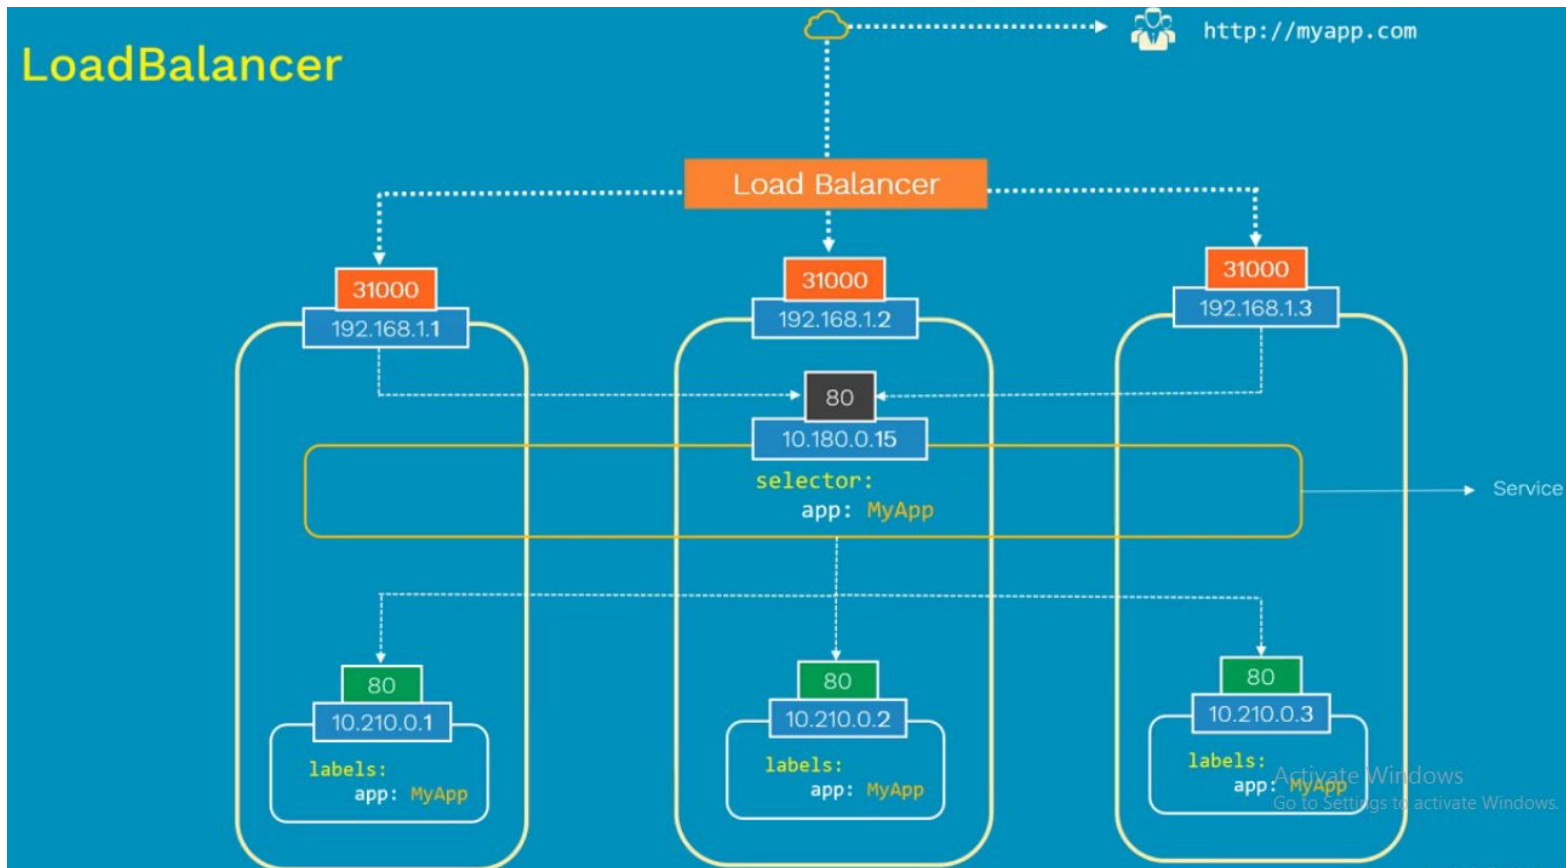 http://myapp.com
LoadBalancer
Load Balancer
31000
192.168.1.1
31000
192.168.1.2
31000
192.168.1.3
80
10.180.0.15
selector:
app: MyApp
Service
80
10.210.0.1
labels:
app: MyApp
80
10.210.0.2
labels:
app: MyApp
80
10.210.0.3
labels:
app: MyApp
Activate Windows
Go to Settings to activate Windows.